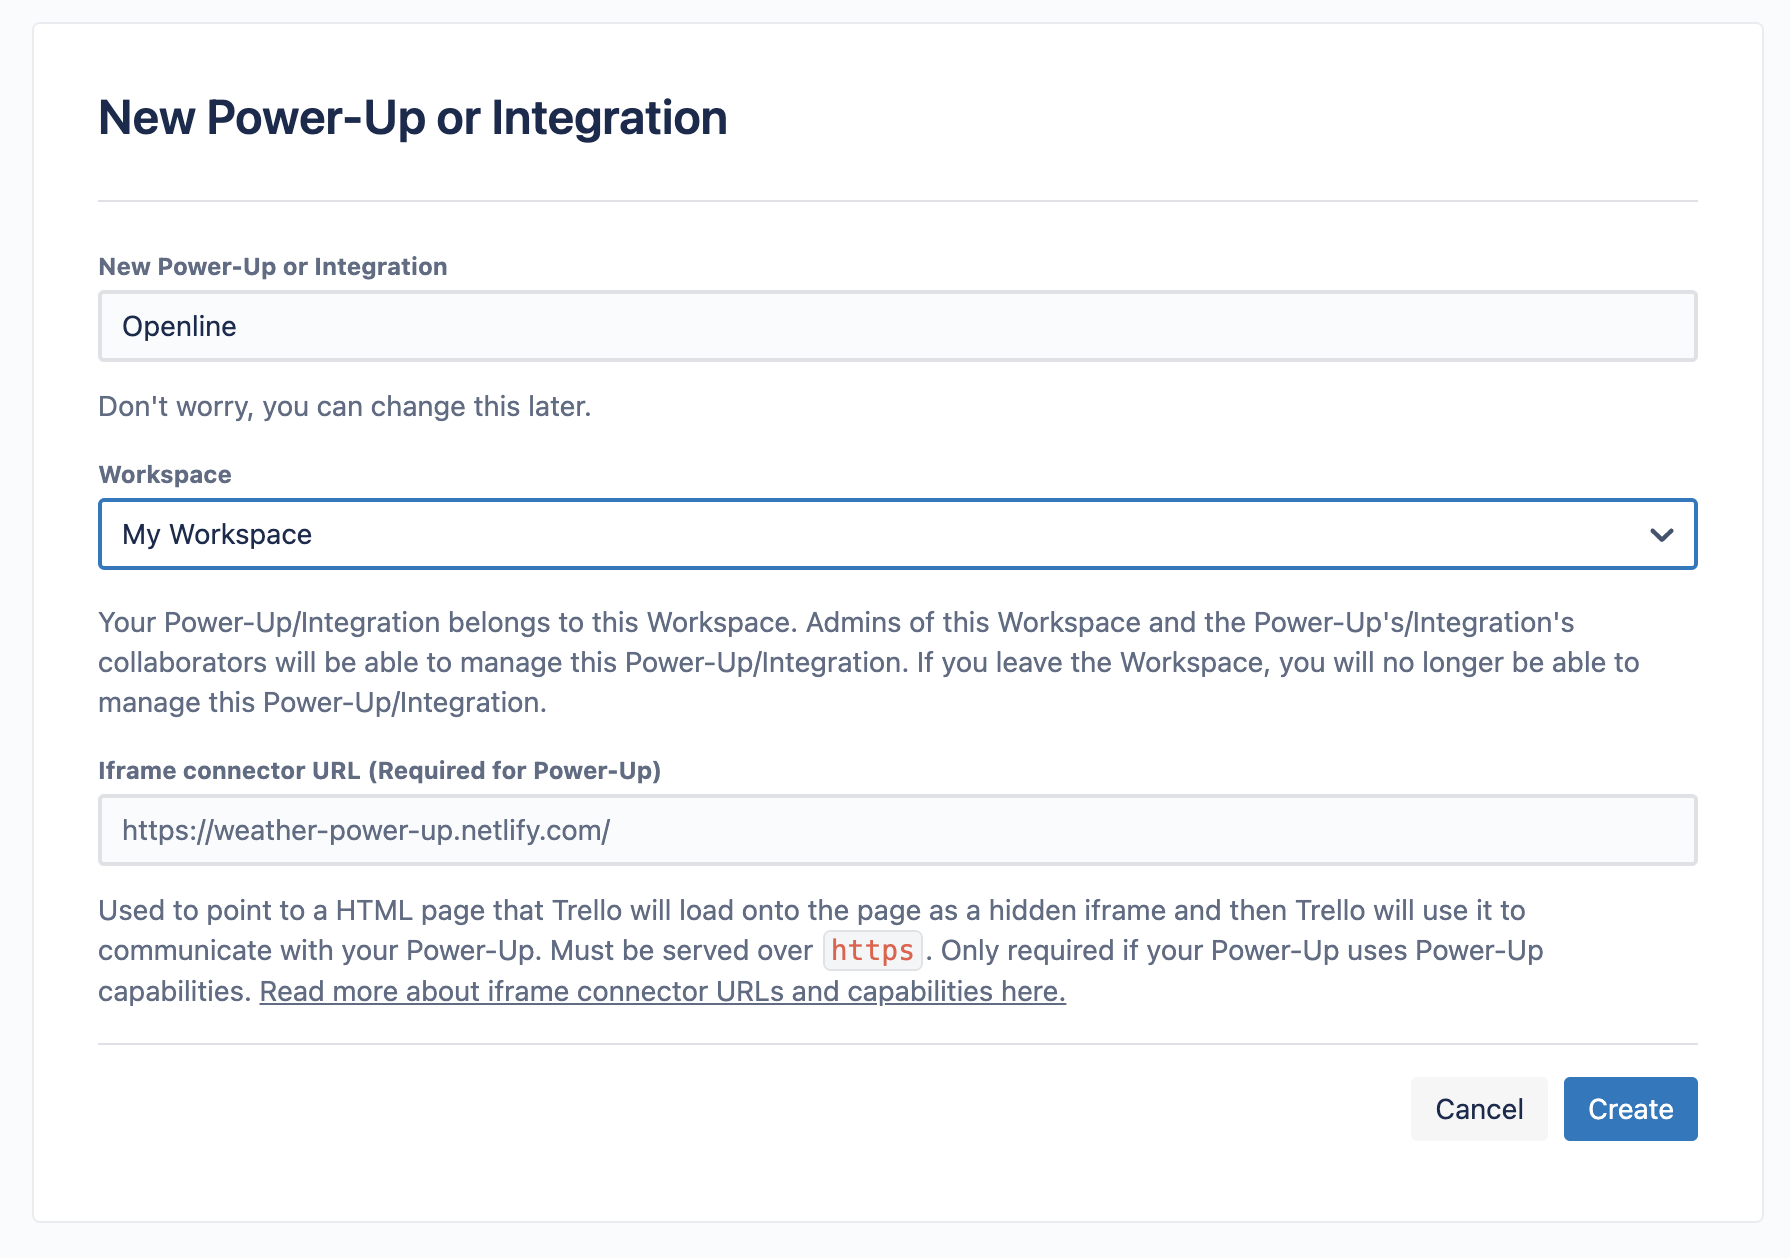 New Power-Up or Integration
New Power-Up or Integration
Openline
Don't worry, you can change this later.
Workspace
My Workspace
Your Power-Up/Integration belongs to this Workspace. Admins of this Workspace and the Power-Up's/Integration's
collaborators will be able to manage this Power-Up/Integration. If you leave the Workspace, you will no longer be able to
manage this Power-Up/Integration.
Iframe connector URL (Required for Power-Up)
https://weather-power-up.netlify.com/
Used to point to a HTML page that Trello will load onto the page as a hidden iframe and then Trello will use it to
communicate with your Power-Up. Must be served over https. Only required if your Power-Up uses Power-Up
capabilities. Read more about iframe connector URLs and capabilities here.
Cancel Create